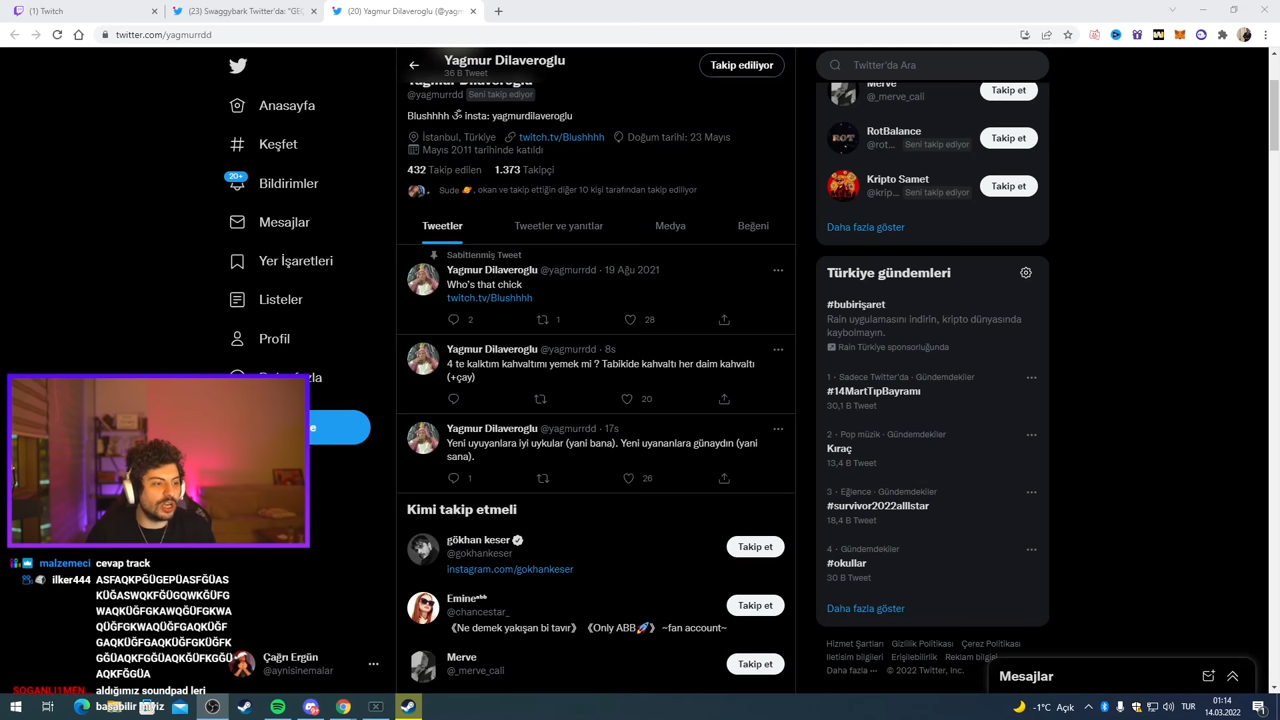 (1) Twitch
(23) Swaggybark Twitter'da: "GEÇ
(20) Yagmur Dilaveroglu (@yagmu
twitter.com/yagmurrdd
Anasayfa
Keşfet
20+
Bildirimler
Mesajlar
Yer İşaretleri
Listeler
Profil
Yagmur Dilaveroglu
36 B Tweet
Takip ediliyor
Yagmur Dilaveroglu
@yagmurrdd Seni takip ediyor
Blushhhh ॐ insta: yagmurdilaveroglu
İstanbul, Türkiye twitch.tv/Blushhhh Doğum tarihi: 23 Mayıs
Mayıs 2011 tarihinde katıldı
432 Takip edilen 1.373 Takipçi
Sude 🪐, okan ve takip ettiğin diğer 10 kişi tarafından takip ediliyor
Tweetler
Tweetler ve yanıtlar
Medya
Beğeni
Sabitlenmiş Tweet
Yagmur Dilaveroglu @yagmurrdd · 19 Ağu 2021
Who's that chick
twitch.tv/Blushhhh
2 1 28
Yagmur Dilaveroglu @yagmurrdd · 8s
4 te kalktım kahvaltımı yemek mi ? Tabikide kahvaltı her daim kahvaltı
(+çay)
20
Yagmur Dilaveroglu @yagmurrdd · 17s
Yeni uyuyanlara iyi uykular (yani bana). Yeni uyananlara günaydın (yani
sana).
1 26
Kimi takip etmeli
gökhan keser
@gokhankeser
instagram.com/gokhankeser
Takip et
Emineᵃᵇᵇ
@chancestar_
《Ne demek yakışan bi tavır》 《Only ABB🚀》 ~fan account~
Takip et
Merve
@_merve_cali
Takip et
Twitter'da Ara
Merve
@_merve_cali
Takip et
RotBalance
@rot... Seni takip ediyor
Takip et
Kripto Samet
@krip... Seni takip ediyor
Takip et
Daha fazla göster
Türkiye gündemleri
#bubirişaret
Rain uygulamasını indirin, kripto dünyasında
kaybolmayın.
Rain Türkiye sponsorluğunda
1 · Sadece Twitter'da · Gündemdekiler
#14MartTıpBayramı
30,1 B Tweet
2 · Pop müzik · Gündemdekiler
Kıraç
13,4 B Tweet
3 · Eğlence · Gündemdekiler
#survivor2022alllstar
18,4 B Tweet
4 · Gündemdekiler
#okullar
30 B Tweet
Daha fazla göster
Hizmet Şartları Gizlilik Politikası Çerez Politikası
İletişim bilgileri Erişilebilirlik Reklam bilgisi
Daha fazla ··· © 2022 Twitter, Inc.
Mesajlar
malzemeci cevap track
ilker444 ASFAQKPĞÜGEPÜASFĞÜAS
Çağrı Ergün
@aynisinemalar
SOGANLI1MEN aldığımız soundpad leri
-1°C Açık
TUR
01:14
14.03.2022